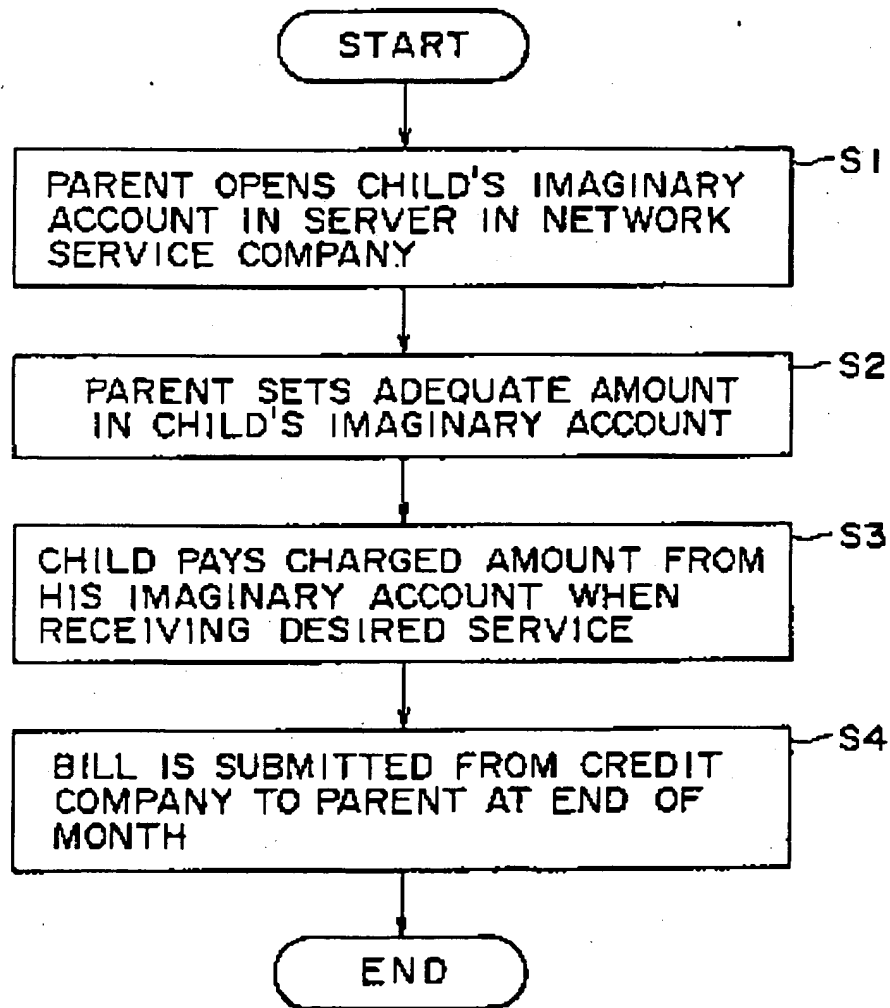 START
S1
PARENT OPENS CHILD'S IMAGINARY
ACCOUNT IN SERVER IN NETWORK
SERVICE COMPANY
S2
PARENT SETS ADEQUATE AMOUNT
IN CHILD'S IMAGINARY ACCOUNT
S3
CHILD PAYS CHARGED AMOUNT FROM
HIS IMAGINARY ACCOUNT WHEN
RECEIVING DESIRED SERVICE
S4
BILL IS SUBMITTED FROM CREDIT
COMPANY TO PARENT AT END OF
MONTH
END